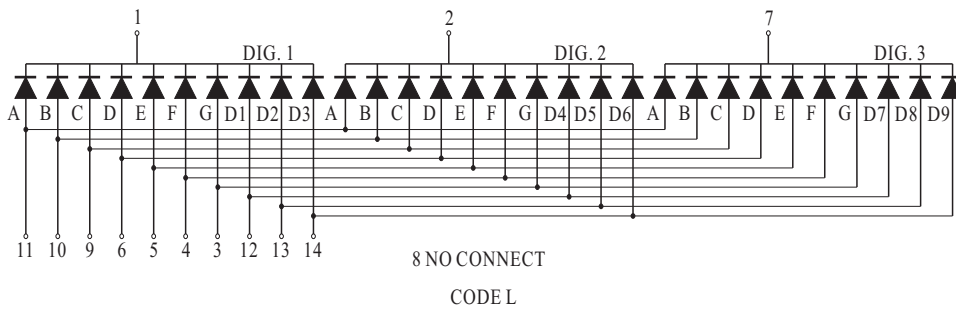 1 2 7
DIG. 1 DIG. 2 DIG. 3
A B C D E F G D1 D2 D3 A B C D E F G D4 D5 D6 A B C D E F G D7 D8 D9
11 10 9 6 5 4 3 12 13 14
8 NO CONNECT
CODE L